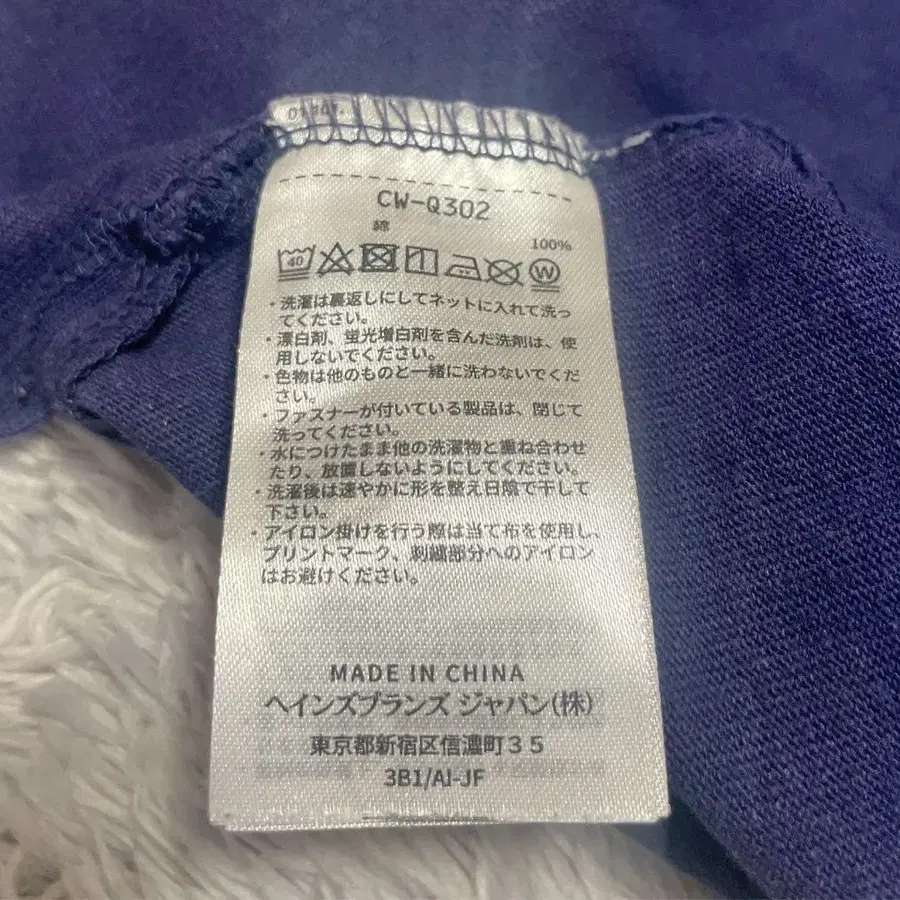 CW-Q302
綿
100%
40
W
・洗濯は裏返しにしてネットに入れて洗っ
てください。
・漂白剤、蛍光増白剤を含んだ洗剤は、使
用しないでください。
・色物は他のものと一緒に洗わないでくだ
さい。
・ファスナーが付いている製品は、閉じて
洗ってください。
・水につけたまま他の洗濯物と重ね合わせ
たり、放置しないようにしてください。
・洗濯後は速やかに形を整え日陰で干して
下さい。
・アイロン掛けを行う際は当て布を使用し、
プリントマーク、刺繍部分へのアイロン
はお避けください。
MADE IN CHINA
ヘインズブランズ ジャパン(株)
東京都新宿区信濃町３５
3B1/AI-JF